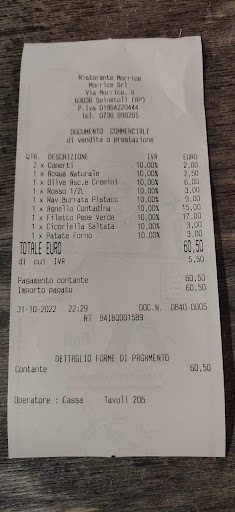 Ristorante Morrice
Morrice Srl
Via Morrice, 6
63036 Spinetoli (AP)
P.Iva 01964220444
Tel. 0736 898265
DOCUMENTO COMMERCIALE
di vendita o prestazione
QTA. DESCRIZIONE IVA EURO
2 x Coperti 10,00% 2,00
1 x Acqua Naturale 10,00% 2,50
1 x Olive Asc.e Cremini 10,00% 6,00
1 x Rosso 1/2L 10,00% 3,00
1 x Rav.Burrata Pistacc 10,00% 9,00
1 x Agnello Contadina 10,00% 15,00
1 x Filetto Pepe Verde 10,00% 17,00
1 x Cicoriella Saltata 10,00% 3,00
1 x Patate Forno 10,00% 3,00
TOTALE EURO 60,50
di cui IVA 5,50
Pagamento contante 60,50
Importo pagato 60,50
31-10-2022 22:29 DOC.N. 0840-0005
RT 94IBQ001589
DETTAGLIO FORME DI PAGAMENTO
Contante 60,50
Operatore : Cassa Tavoli 206